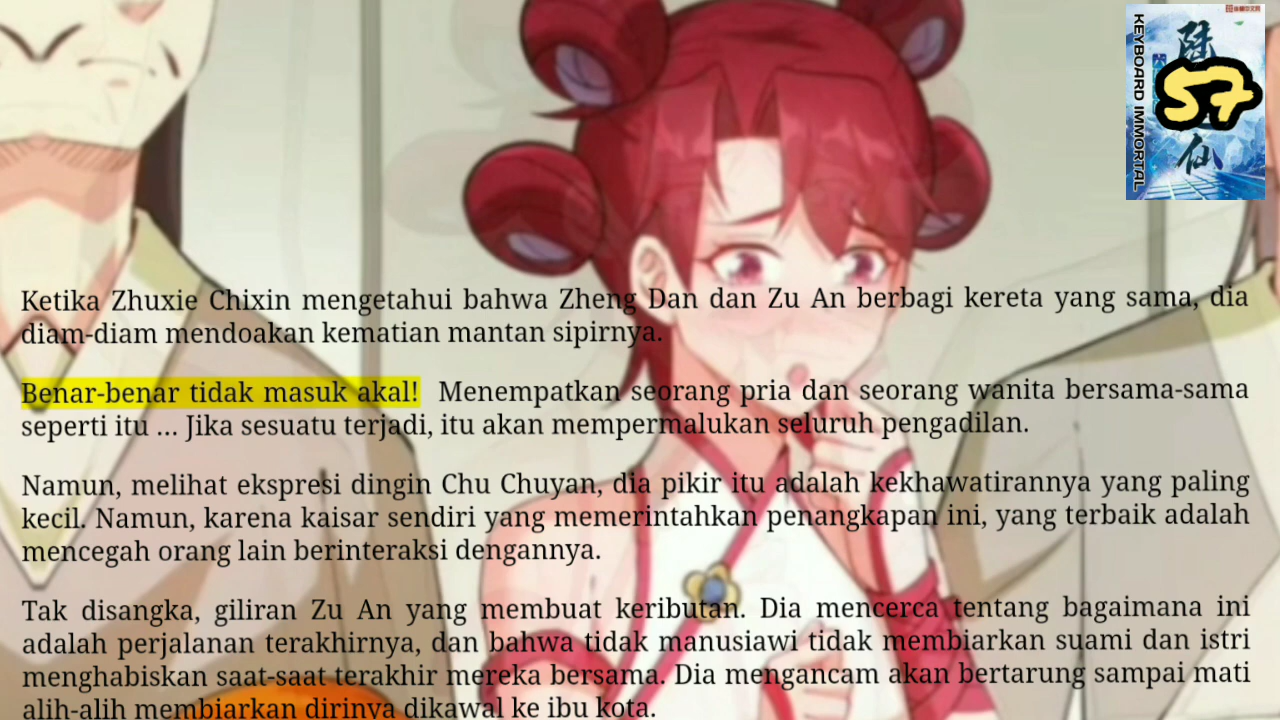 KEYBOARD IMMORTAL
陆
仙
57
Ketika Zhuxie Chixin mengetahui bahwa Zheng Dan dan Zu An berbagi kereta yang sama, dia
diam-diam mendoakan kematian mantan sipirnya.
Benar-benar tidak masuk akal! Menempatkan seorang pria dan seorang wanita bersama-sama
seperti itu ... Jika sesuatu terjadi, itu akan mempermalukan seluruh pengadilan.
Namun, melihat ekspresi dingin Chu Chuyan, dia pikir itu adalah kekhawatirannya yang paling
kecil. Namun, karena kaisar sendiri yang memerintahkan penangkapan ini, yang terbaik adalah
mencegah orang lain berinteraksi dengannya.
Tak disangka, giliran Zu An yang membuat keributan. Dia mencerca tentang bagaimana ini
adalah perjalanan terakhirnya, dan bahwa tidak manusiawi tidak membiarkan suami dan istri
menghabiskan saat-saat terakhir mereka bersama. Dia mengancam akan bertarung sampai mati
alih-alih membiarkan dirinya dikawal ke ibu kota.